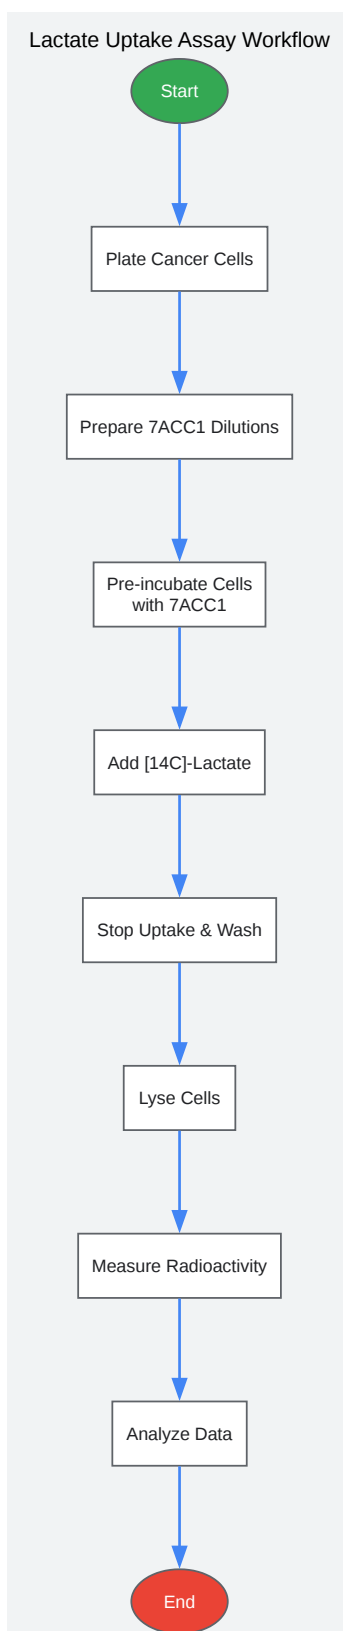 Lactate Uptake Assay Workflow
Start
Plate Cancer Cells
Prepare 7ACC1 Dilutions
Pre-incubate Cells
with 7ACC1
Add [14C]-Lactate
Stop Uptake & Wash
Lyse Cells
Measure Radioactivity
Analyze Data
End